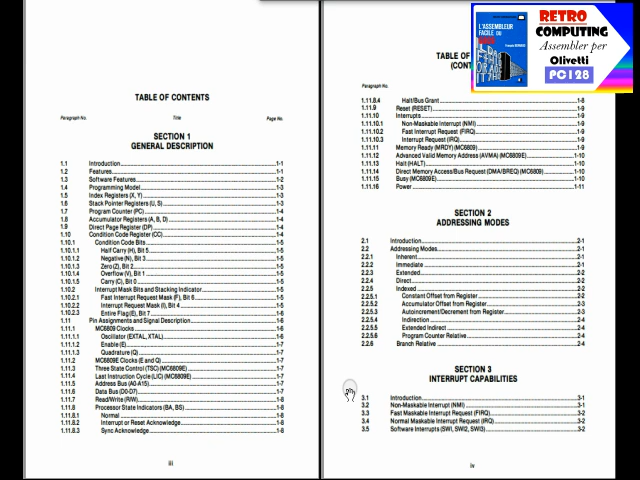 TABLE OF CONTENTS
Paragraph No. Title Page No.
SECTION 1
GENERAL DESCRIPTION
1.1 Introduction 1-1
1.2 Features 1-1
1.3 Software Features 1-2
1.4 Programming Model 1-3
1.5 Index Registers (X, Y) 1-3
1.6 Stack Pointer Registers (U, S) 1-3
1.7 Program Counter (PC) 1-4
1.8 Accumulator Registers (A, B, D) 1-4
1.9 Direct Page Register (DP) 1-4
1.10 Condition Code Register (CC) 1-4
1.10.1 Condition Code Bits 1-5
1.10.1.1 Half Carry (H), Bit 5 1-5
1.10.1.2 Negative (N), Bit 3 1-5
1.10.1.3 Zero (Z), Bit 2 1-5
1.10.1.4 Overflow (V), Bit 1 1-5
1.10.1.5 Carry (C), Bit 0 1-5
1.10.2 Interrupt Mask Bits and Stacking Indicator 1-5
1.10.2.1 Fast Interrupt Request Mask (F), Bit 6 1-5
1.10.2.2 Interrupt Request Mask (I), Bit 4 1-5
1.10.2.3 Entire Flag (E), Bit 7 1-5
1.11 Pin Assignments and Signal Description 1-6
1.11.1 MC6809 Clocks 1-6
1.11.1.1 Oscillator (EXTAL, XTAL) 1-6
1.11.1.2 Enable (E) 1-7
1.11.1.3 Quadrature (Q) 1-7
1.11.2 MC6809E Clocks (E and Q) 1-7
1.11.3 Three State Control (TSC) (MC6809E) 1-7
1.11.4 Last Instruction Cycle (LIC) (MC6809E) 1-7
1.11.5 Address Bus (A0-A15) 1-7
1.11.6 Data Bus (D0-D7) 1-7
1.11.7 Read/Write (R/W) 1-8
1.11.8 Processor State Indicators (BA, BS) 1-8
1.11.8.1 Normal 1-8
1.11.8.2 Interrupt or Reset Acknowledge 1-8
1.11.8.3 Sync Acknowledge 1-8
iii
TABLE OF
(CONT
Paragraph No.
1.11.8.4 Halt/Bus Grant 1-8
1.11.9 Reset (RESET) 1-9
1.11.10 Interrupts 1-9
1.11.10.1 Non-Maskable Interrupt (NMI) 1-9
1.11.10.2 Fast Interrupt Request (FIRQ) 1-9
1.11.10.3 Interrupt Request (IRQ) 1-9
1.11.11 Memory Ready (MRDY) (MC6809) 1-10
1.11.12 Advanced Valid Memory Address (AVMA) (MC6809E) 1-10
1.11.13 Halt (HALT) 1-10
1.11.14 Direct Memory Access/Bus Request (DMA/BREQ) (MC6809) 1-10
1.11.15 Busy (MC6809E) 1-10
1.11.16 Power 1-11
SECTION 2
ADDRESSING MODES
2.1 Introduction 2-1
2.2 Addressing Modes 2-1
2.2.1 Inherent 2-1
2.2.2 Immediate 2-1
2.2.3 Extended 2-2
2.2.4 Direct 2-2
2.2.5 Indexed 2-2
2.2.5.1 Constant Offset from Register 2-2
2.2.5.2 Accumulator Offset from Register 2-3
2.2.5.3 Autoincrement/Decrement from Register 2-3
2.2.5.4 Indirection 2-4
2.2.5.5 Extended Indirect 2-4
2.2.5.6 Program Counter Relative 2-4
2.2.6 Branch Relative 2-4
SECTION 3
INTERRUPT CAPABILITIES
3.1 Introduction 3-1
3.2 Non-Maskable Interrupt (NMI) 3-1
3.3 Fast Maskable Interrupt Request (FIRQ) 3-2
3.4 Normal Maskable Interrupt Request (IRQ) 3-2
3.5 Software Interrupts (SWI, SWI2, SWI3) 3-2
iv
L'ASSEMBLEUR
FACILE DU
RETRO
COMPUTING
Assembler per
Olivetti
PC128